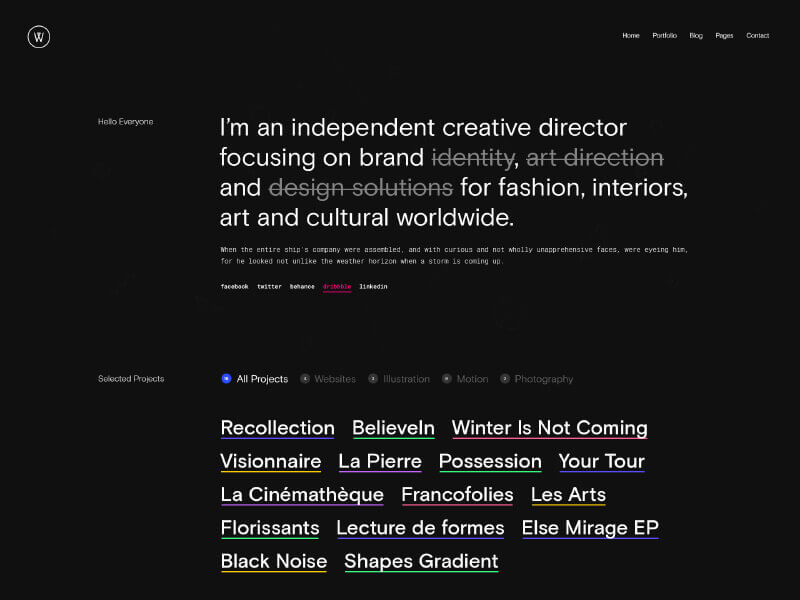 W
Home Portfolio Blog Pages Contact
Hello Everyone
I'm an independent creative director
focusing on brand identity, art direction
and design solutions for fashion, interiors,
art and cultural worldwide.
When the entire ship's company were assembled, and with curious and not wholly unapprehensive faces, were eyeing him,
for he looked not unlike the weather horizon when a storm is coming up.
facebook twitter behance dribbble linkedin
Selected Projects
All Projects Websites Illustration Motion Photography
Recollection BelieveIn Winter Is Not Coming
Visionnaire La Pierre Possession Your Tour
La Cinémathèque Francofolies Les Arts
Florissants Lecture de formes Else Mirage EP
Black Noise Shapes Gradient